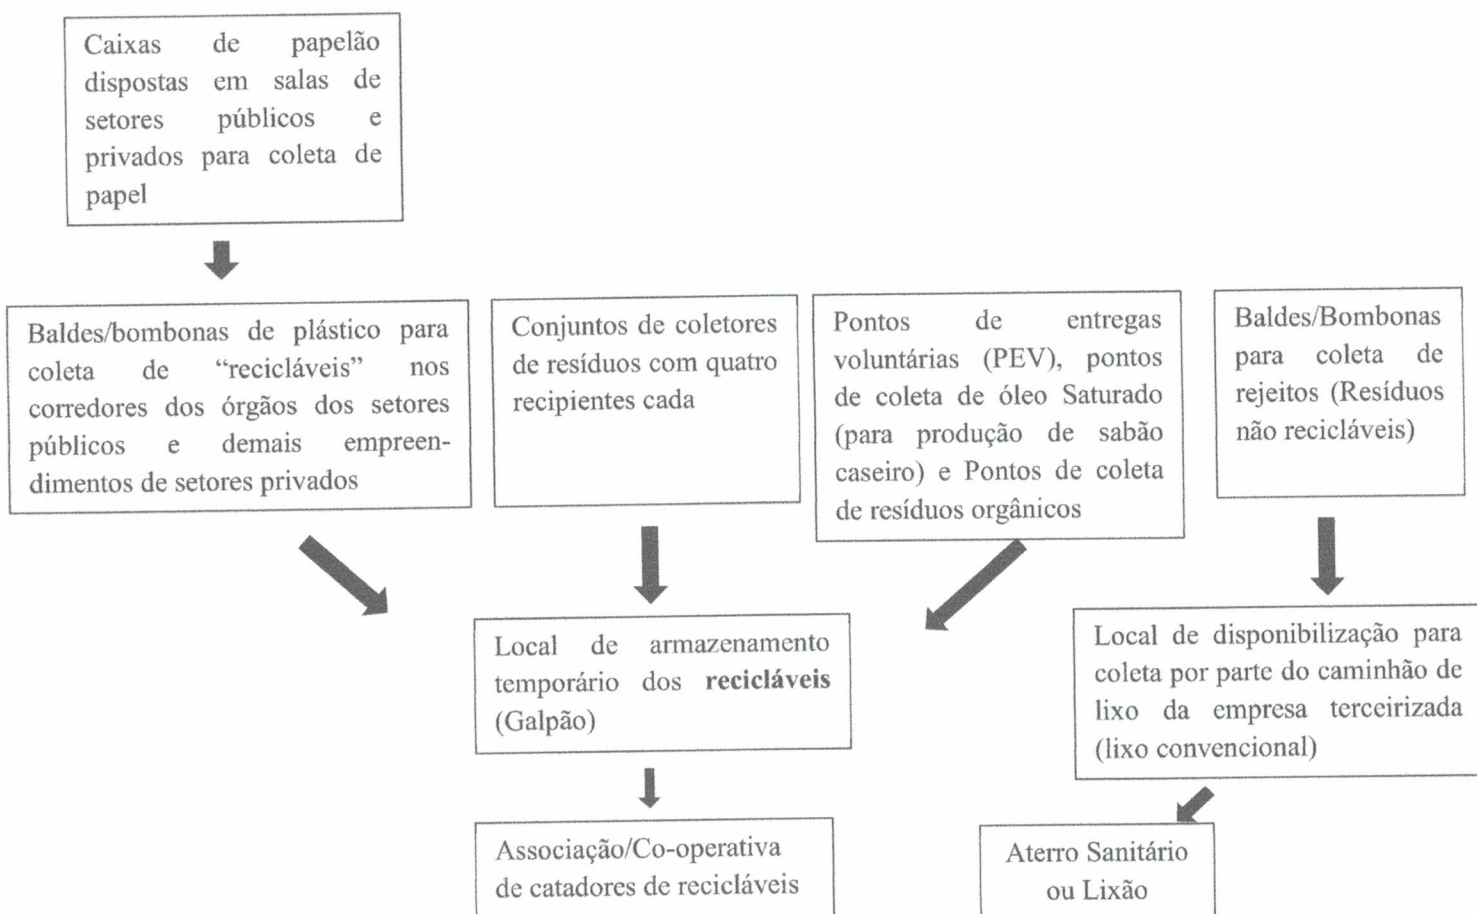 Caixas de papelão
dispostas em salas de
setores públicos e
privados para coleta de
papel
Baldes/bombonas de plástico para
coleta de “recicláveis” nos
corredores dos órgãos dos setores
públicos e demais empreen-
dimentos de setores privados
Conjuntos de coletores
de resíduos com quatro
recipientes cada
Pontos de entregas
voluntárias (PEV), pontos
de coleta de óleo Saturado
(para produção de sabão
caseiro) e Pontos de coleta
de resíduos orgânicos
Baldes/Bombonas
para coleta de
rejeitos (Resíduos
não recicláveis)
Local de armazenamento
temporário dos recicláveis
(Galpão)
Local de disponibilização para
coleta por parte do caminhão de
lixo da empresa terceirizada
(lixo convencional)
Associação/Co-operativa
de catadores de recicláveis
Aterro Sanitário
ou Lixão